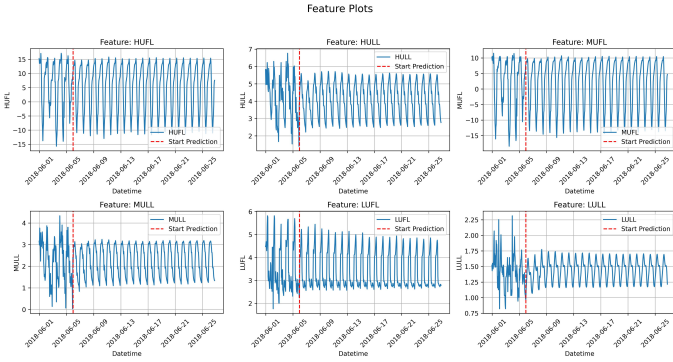 Feature Plots
Feature: HUFL
HUFL
15
10
5
0
−5
−10
−15
HUFL
Start Prediction
2018-06-01
2018-06-05
2018-06-09
2018-06-13
2018-06-17
2018-06-21
2018-06-25
Datetime
Feature: HULL
HULL
7
6
5
4
3
2
HULL
Start Prediction
2018-06-01
2018-06-05
2018-06-09
2018-06-13
2018-06-17
2018-06-21
2018-06-25
Datetime
Feature: MUFL
MUFL
10
5
0
−5
−10
−15
MUFL
Start Prediction
2018-06-01
2018-06-05
2018-06-09
2018-06-13
2018-06-17
2018-06-21
2018-06-25
Datetime
Feature: MULL
MULL
4
3
2
1
0
MULL
Start Prediction
2018-06-01
2018-06-05
2018-06-09
2018-06-13
2018-06-17
2018-06-21
2018-06-25
Datetime
Feature: LUFL
LUFL
6
5
4
3
2
LUFL
Start Prediction
2018-06-01
2018-06-05
2018-06-09
2018-06-13
2018-06-17
2018-06-21
2018-06-25
Datetime
Feature: LULL
LULL
2.25
2.00
1.75
1.50
1.25
1.00
0.75
LULL
Start Prediction
2018-06-01
2018-06-05
2018-06-09
2018-06-13
2018-06-17
2018-06-21
2018-06-25
Datetime